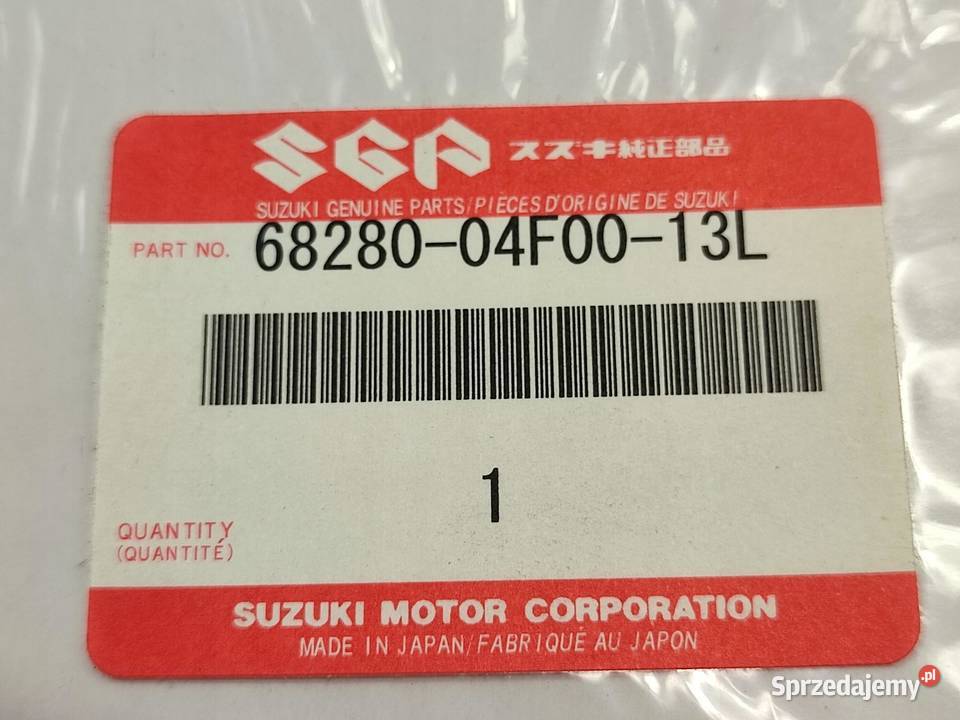 SGP スズキ純正部品
SUZUKI GENUINE PARTS/PIÈCES D'ORIGINE DE SUZUKI
PART NO. 68280-04F00-13L
1
QUANTITY
(QUANTITÉ)
SUZUKI MOTOR CORPORATION
MADE IN JAPAN/FABRIQUÉ AU JAPON
Sprzedajemy.pl